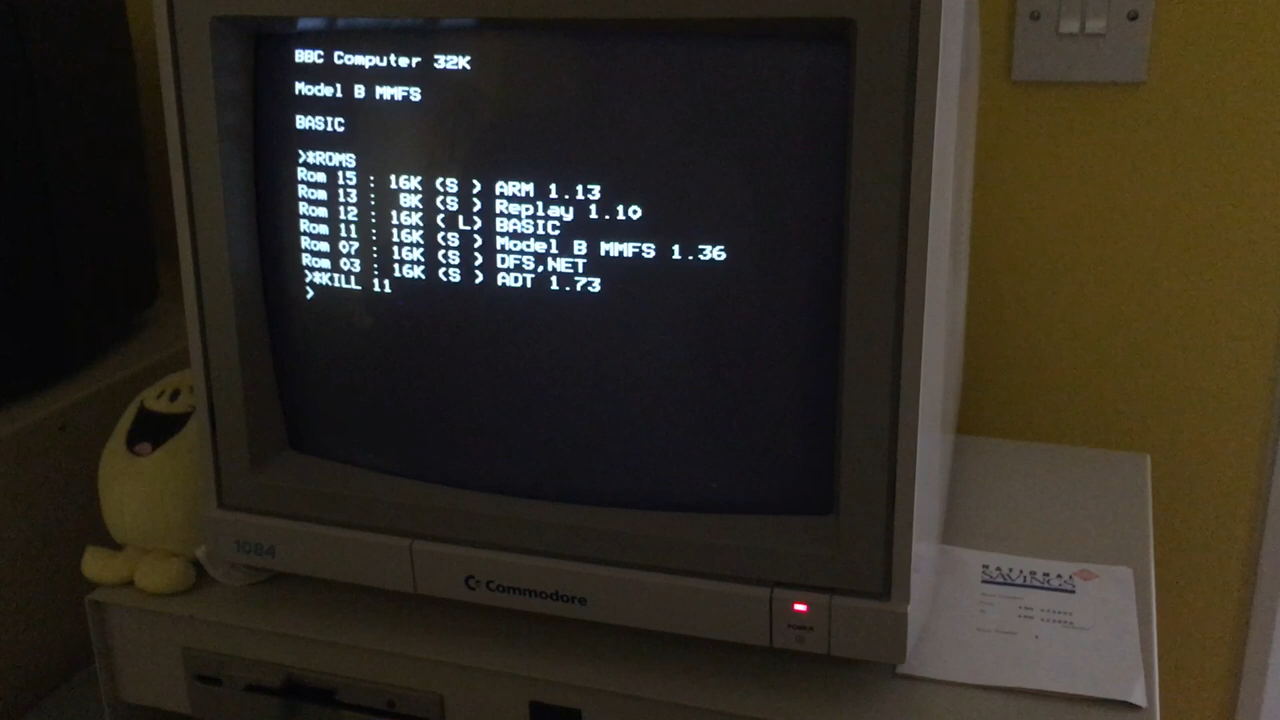 BBC Computer 32K
Model B MMFS
BASIC
>*ROMS
Rom 15 : 16K (S ) ARM 1.13
Rom 13 : 8K (S ) Replay 1.10
Rom 12 : 16K ( L) BASIC
Rom 11 : 16K (S ) Model B MMFS 1.36
Rom 07 : 16K (S ) DFS,NET
Rom 03 : 16K (S ) ADT 1.73
>*KILL 11
>
1084
Commodore
POWER
NATIONAL
SAVINGS